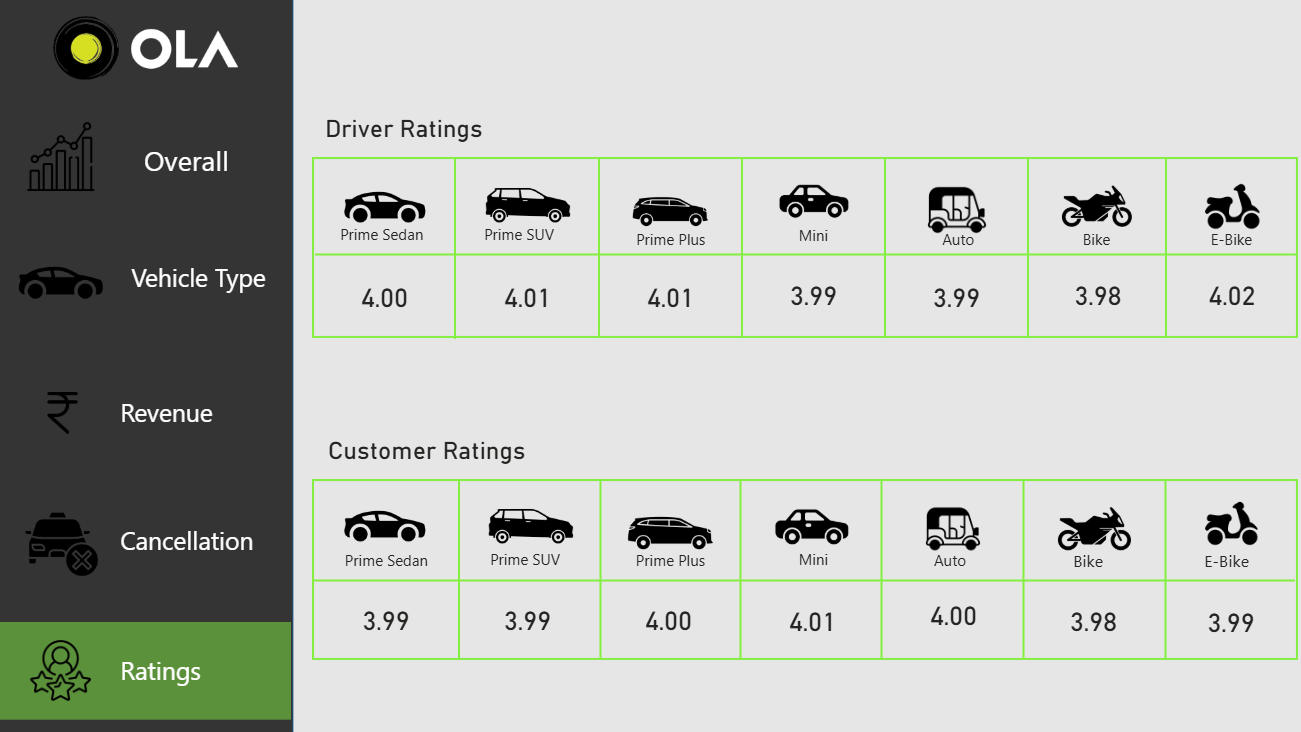 OLA
Overall
Vehicle Type
Revenue
Cancellation
Ratings
Driver Ratings
Prime Sedan Prime SUV Prime Plus Mini Auto Bike E-Bike
4.00 4.01 4.01 3.99 3.99 3.98 4.02
Customer Ratings
Prime Sedan Prime SUV Prime Plus Mini Auto Bike E-Bike
3.99 3.99 4.00 4.01 4.00 3.98 3.99